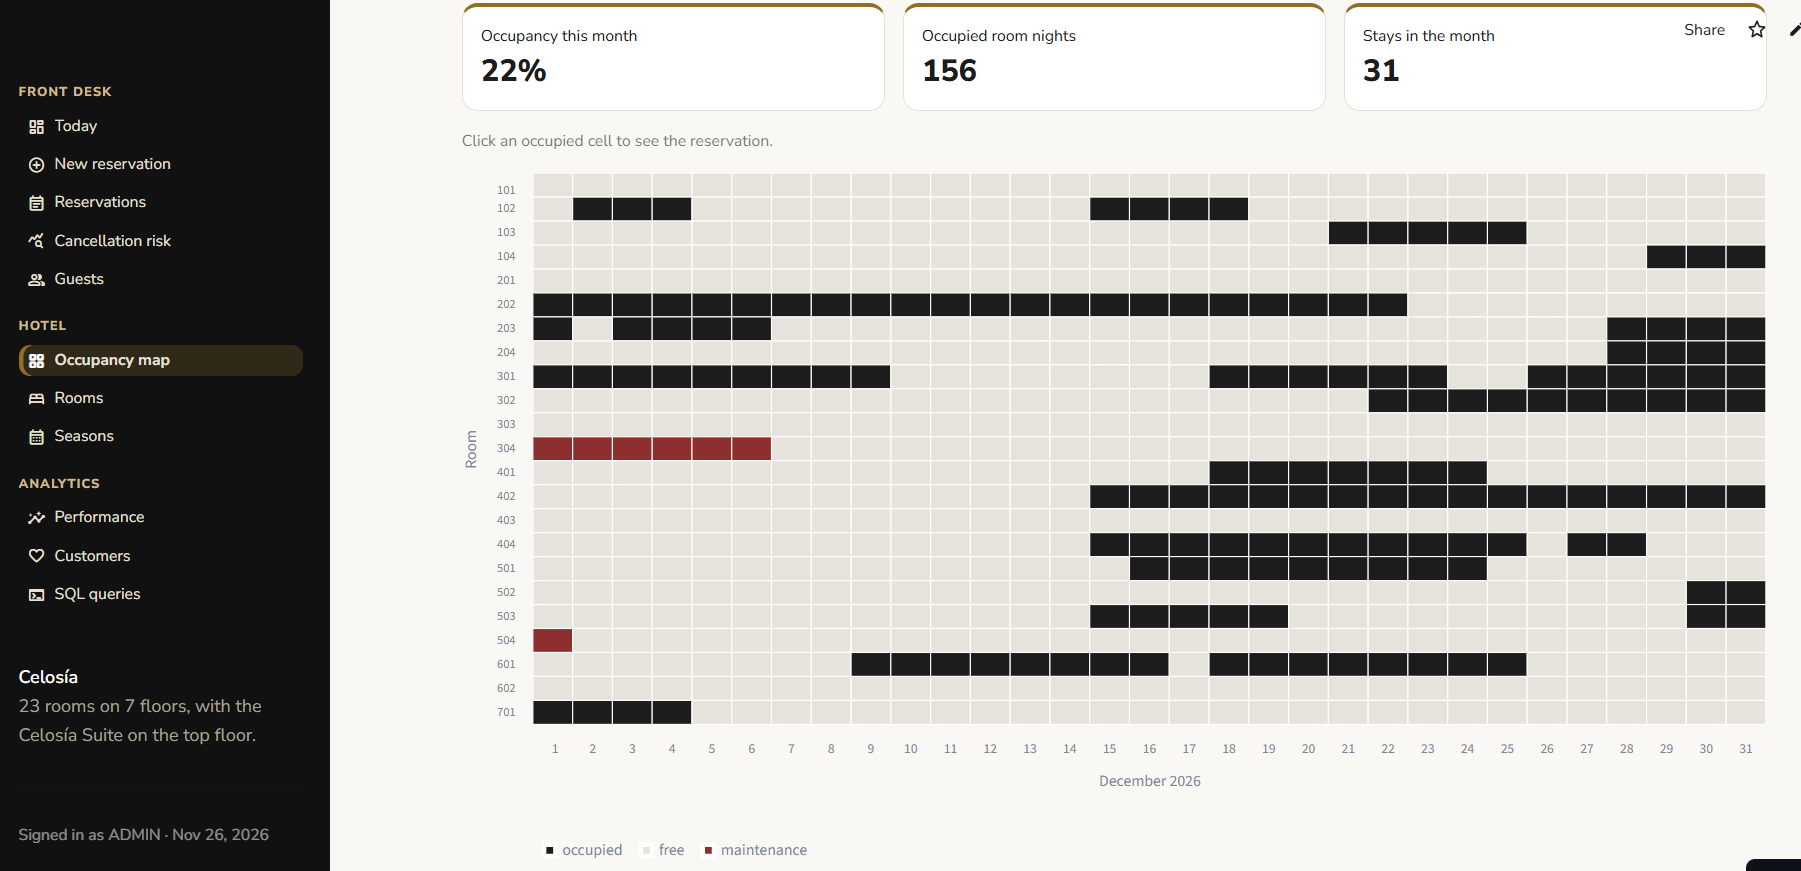 FRONT DESK
Today
New reservation
Reservations
Cancellation risk
Guests
HOTEL
Occupancy map
Rooms
Seasons
ANALYTICS
Performance
Customers
SQL queries
Celosía
23 rooms on 7 floors, with the
Celosía Suite on the top floor.
Signed in as ADMIN · Nov 26, 2026
Share
Occupancy this month
22%
Occupied room nights
156
Stays in the month
31
Click an occupied cell to see the reservation.
Room
101
102
103
104
201
202
203
204
301
302
303
304
401
402
403
404
501
502
503
504
601
602
701
1 2 3 4 5 6 7 8 9 10 11 12 13 14 15 16 17 18 19 20 21 22 23 24 25 26 27 28 29 30 31
December 2026
occupied free maintenance